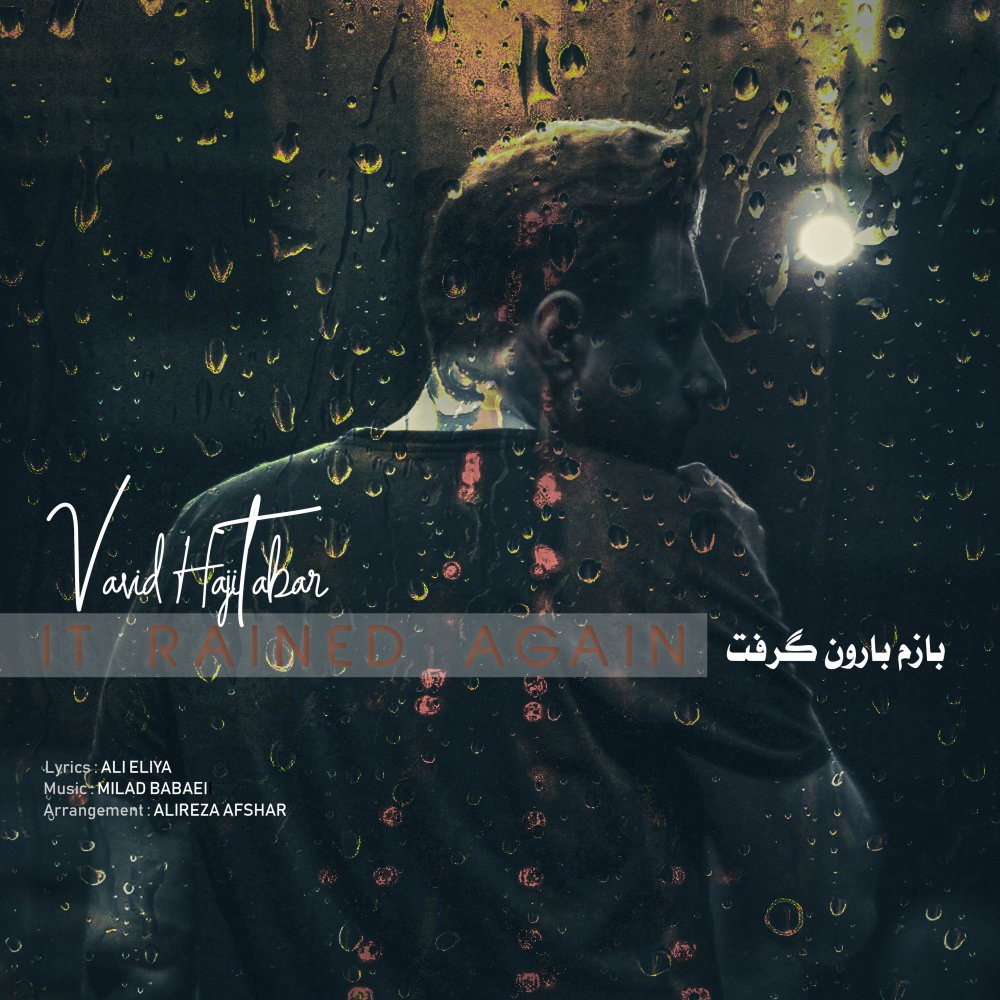 Vavid HajiTabar
IT RAINED AGAIN
بازم بارون گرفت
Lyrics : ALI ELIYA
Music : MILAD BABAEI
Arrangement : ALIREZA AFSHAR